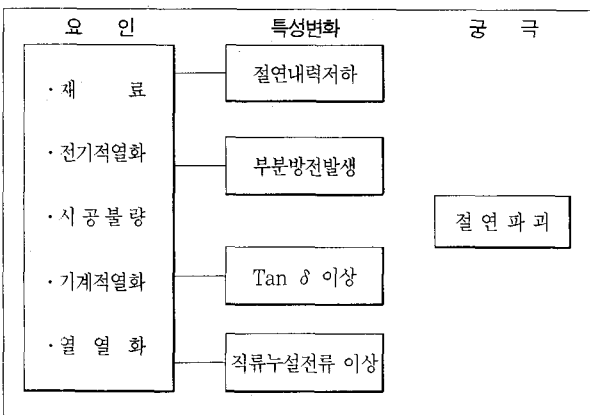 요 인 특성변화 궁 극
· 재 료
· 전기적열화
· 시 공 불 량
· 기계적열화
· 열 열 화
절연내력저하
부분방전발생
Tan δ 이상
직류누설전류 이상
절 연 파 괴